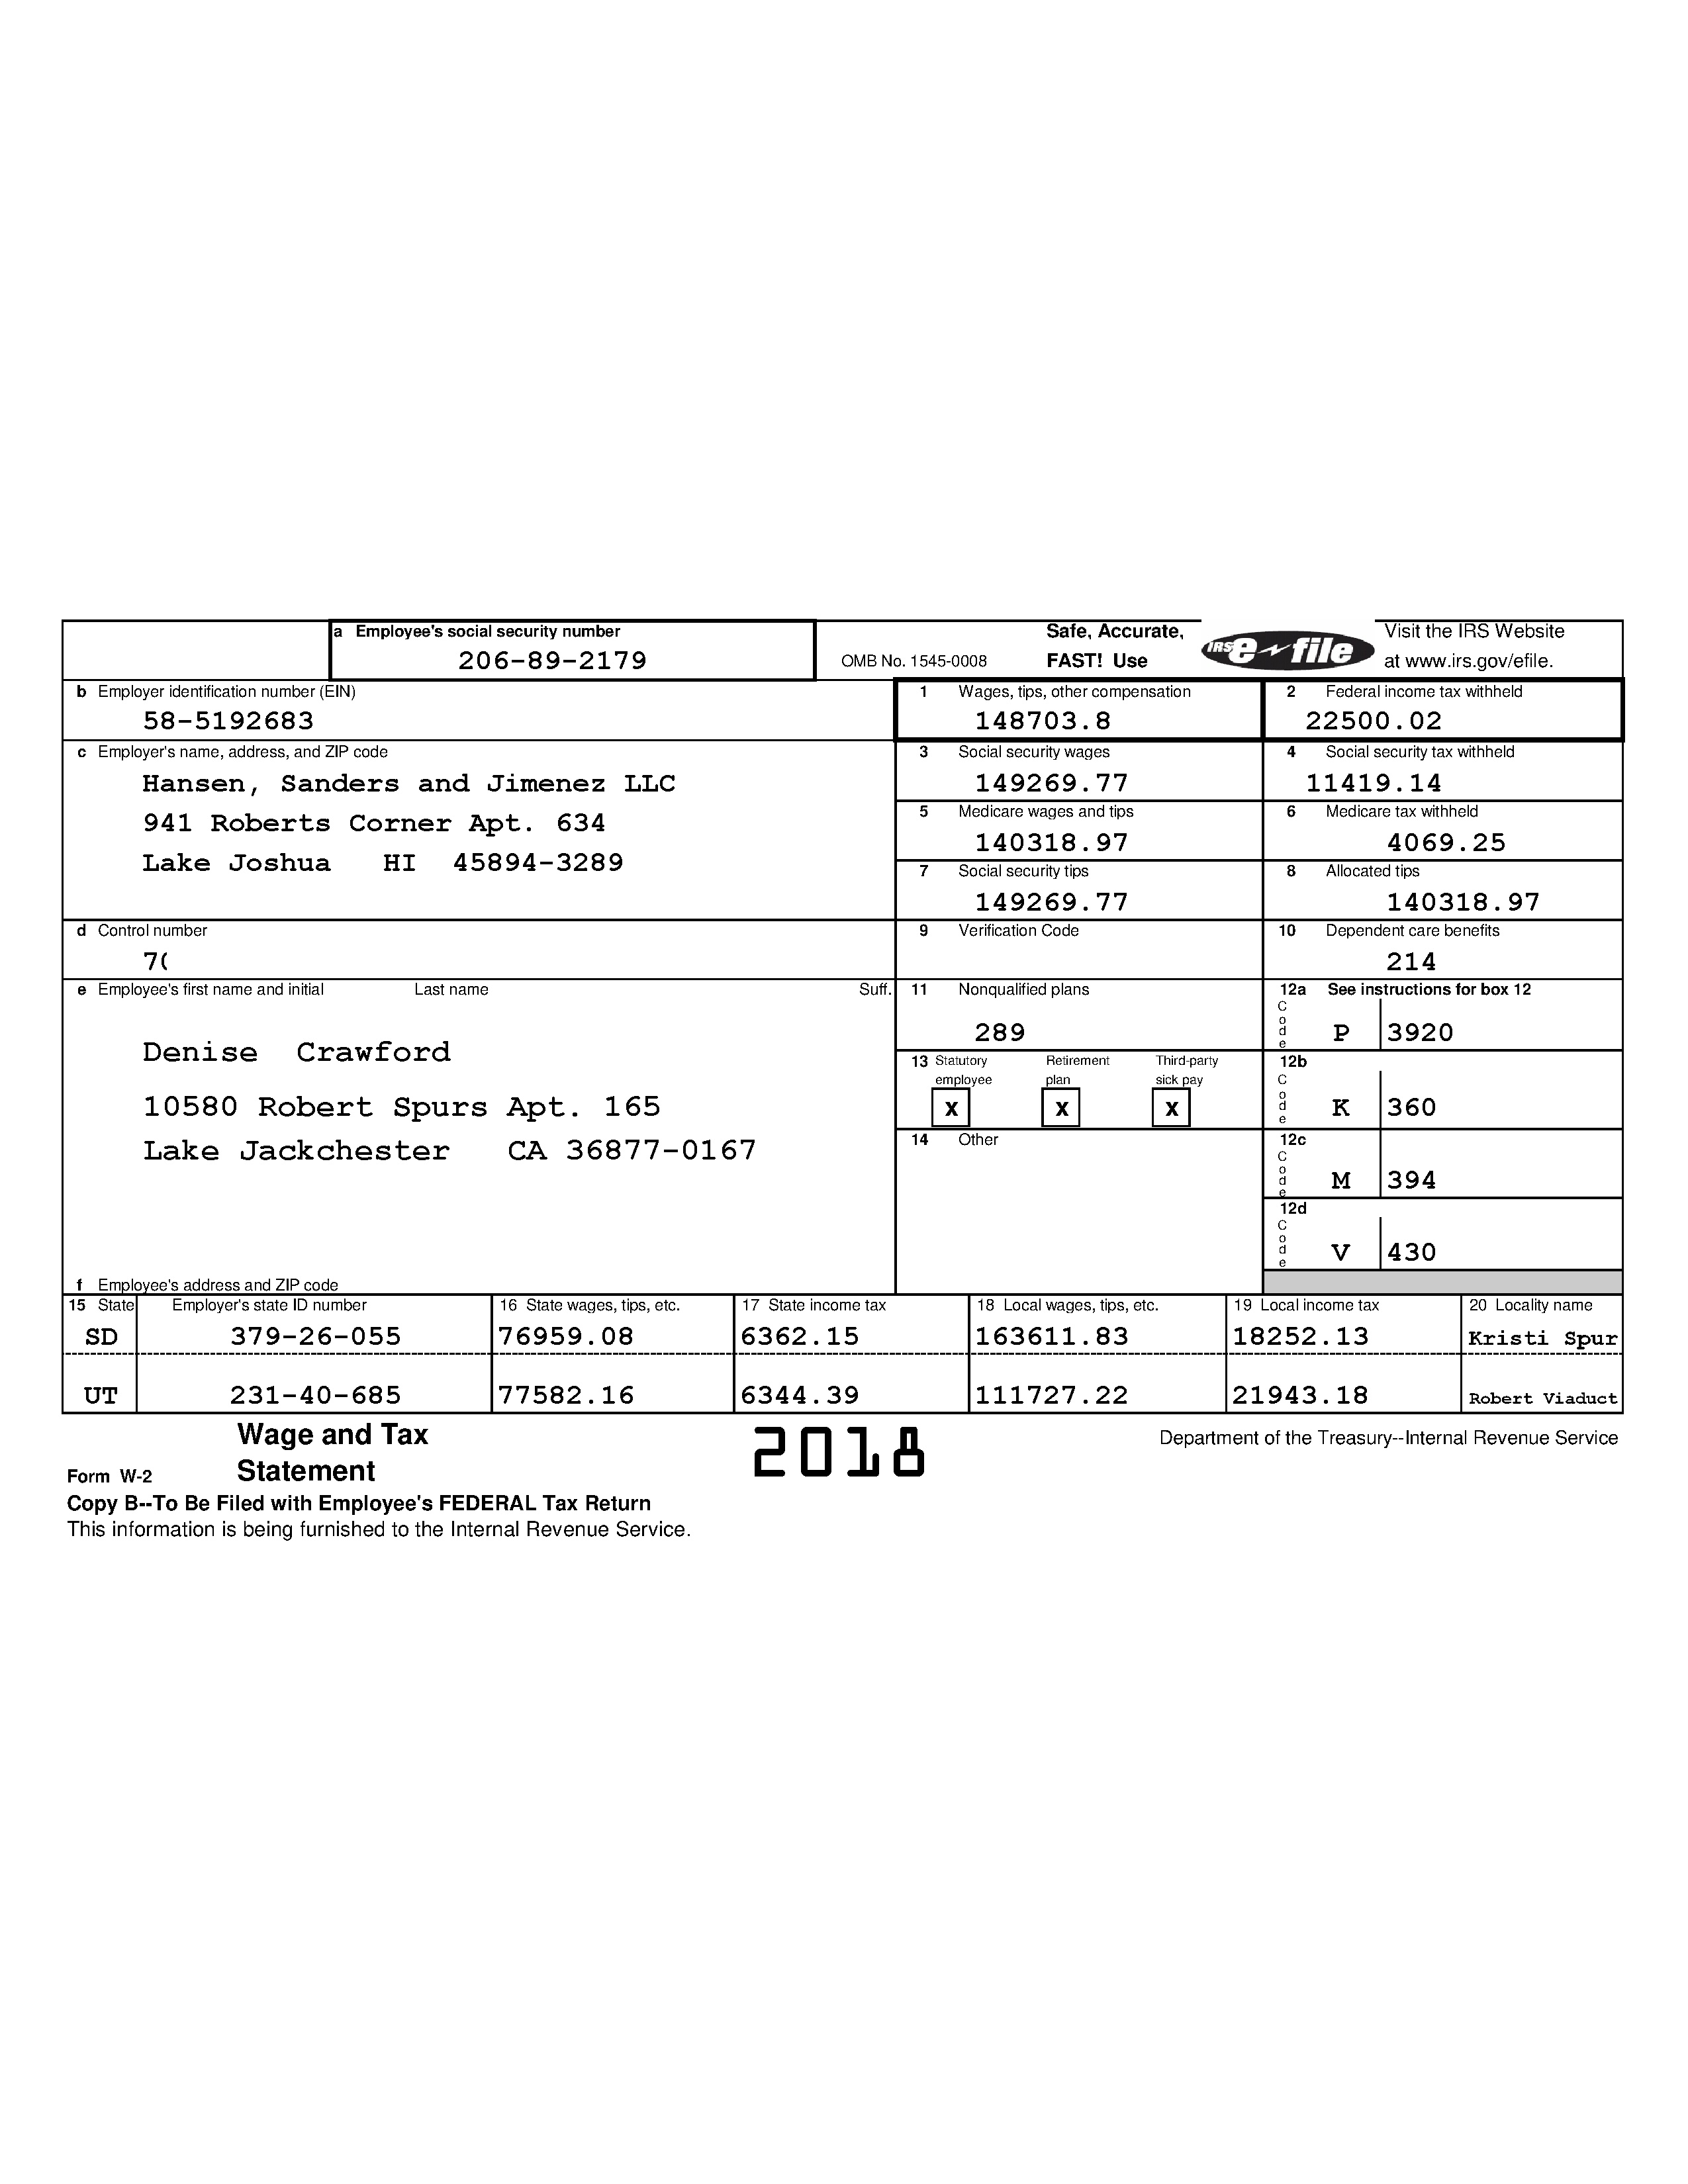 a Employee's social security number
206-89-2179
OMB No. 1545-0008
Safe, Accurate,
FAST! Use
IRS e-file
Visit the IRS Website
at www.irs.gov/efile.
b Employer identification number (EIN)
58-5192683
1 Wages, tips, other compensation
148703.8
2 Federal income tax withheld
22500.02
c Employer's name, address, and ZIP code
Hansen, Sanders and Jimenez LLC
941 Roberts Corner Apt. 634
Lake Joshua HI 45894-3289
3 Social security wages
149269.77
4 Social security tax withheld
11419.14
5 Medicare wages and tips
140318.97
6 Medicare tax withheld
4069.25
7 Social security tips
149269.77
8 Allocated tips
140318.97
d Control number
7(
9 Verification Code
10 Dependent care benefits
214
e Employee's first name and initial Last name Suff.
Denise Crawford
10580 Robert Spurs Apt. 165
Lake Jackchester CA 36877-0167
f Employee's address and ZIP code
11 Nonqualified plans
289
12a See instructions for box 12
Code P 3920
13 Statutory employee
Retirement plan
Third-party sick pay
X X X
12b
Code K 360
14 Other
12c
Code M 394
12d
Code V 430
15 State Employer's state ID number 16 State wages, tips, etc. 17 State income tax 18 Local wages, tips, etc. 19 Local income tax 20 Locality name
SD 379-26-055 76959.08 6362.15 163611.83 18252.13 Kristi Spur
UT 231-40-685 77582.16 6344.39 111727.22 21943.18 Robert Viaduct
Form W-2
Wage and Tax
Statement
2018
Department of the Treasury--Internal Revenue Service
Copy B--To Be Filed with Employee's FEDERAL Tax Return
This information is being furnished to the Internal Revenue Service.